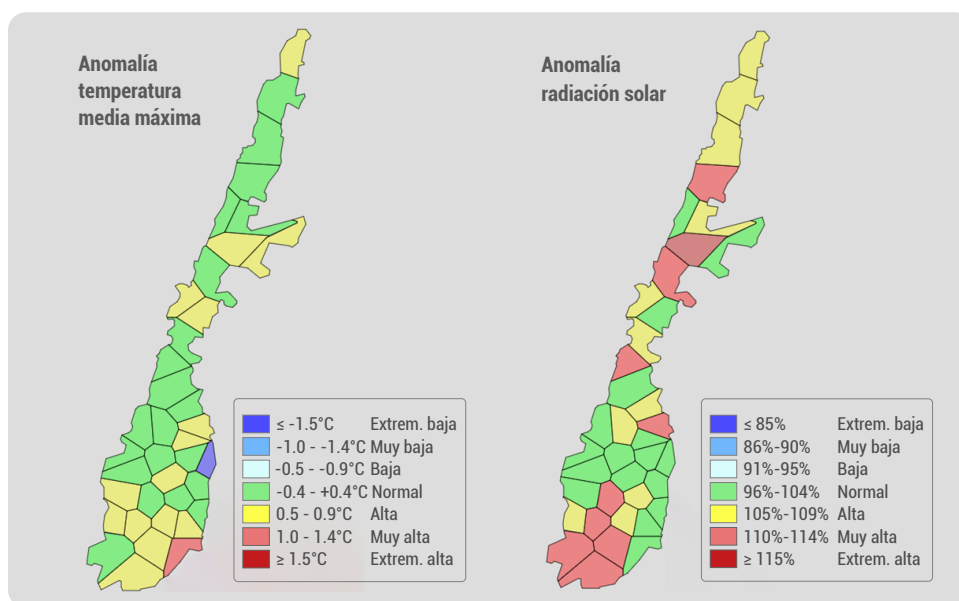 Anomalía
temperatura
media máxima
≤ -1.5°C Extrem. baja
-1.0 - -1.4°C Muy baja
-0.5 - -0.9°C Baja
-0.4 - +0.4°C Normal
0.5 - 0.9°C Alta
1.0 - 1.4°C Muy alta
≥ 1.5°C Extrem. alta
Anomalía
radiación solar
≤ 85% Extrem. baja
86%-90% Muy baja
91%-95% Baja
96%-104% Normal
105%-109% Alta
110%-114% Muy alta
≥ 115% Extrem. alta